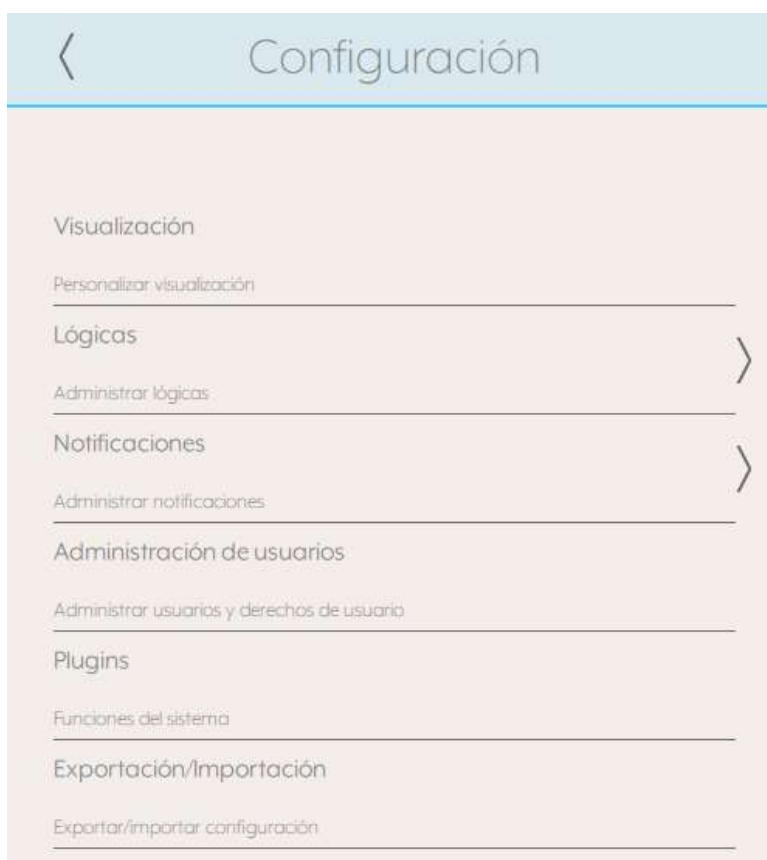 Configuración
Visualización
Personalizar visualización
Lógicas
Administrar lógicas
Notificaciones
Administrar notificaciones
Administración de usuarios
Administrar usuarios y derechos de usuario
Plugins
Funciones del sistema
Exportación/Importación
Exportar/importar configuración